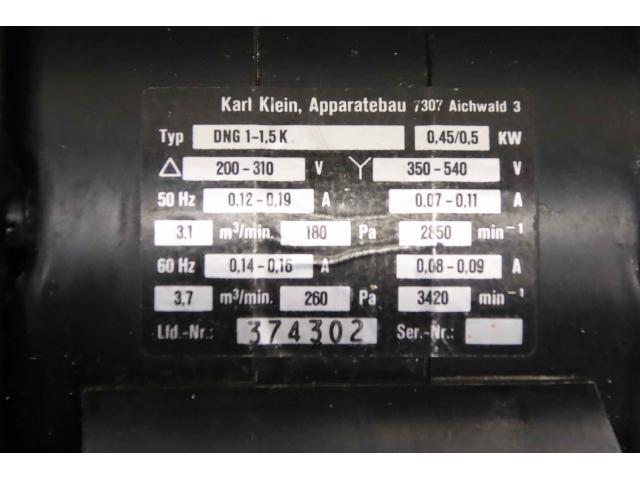 Karl Klein, Apparatebau 7307 Aichwald 3
Typ DNG 1-1,5 K 0,45/0,5 KW
△ 200-310 V Y 350-540 V
50 Hz 0,12-0,19 A 0,07-0,11 A
3,1 m³/min. 180 Pa 2850 min⁻¹
60 Hz 0,14-0,16 A 0,08-0,09 A
3,7 m³/min. 260 Pa 3420 min⁻¹
Lfd.-Nr.: 374302 Ser.-Nr.: